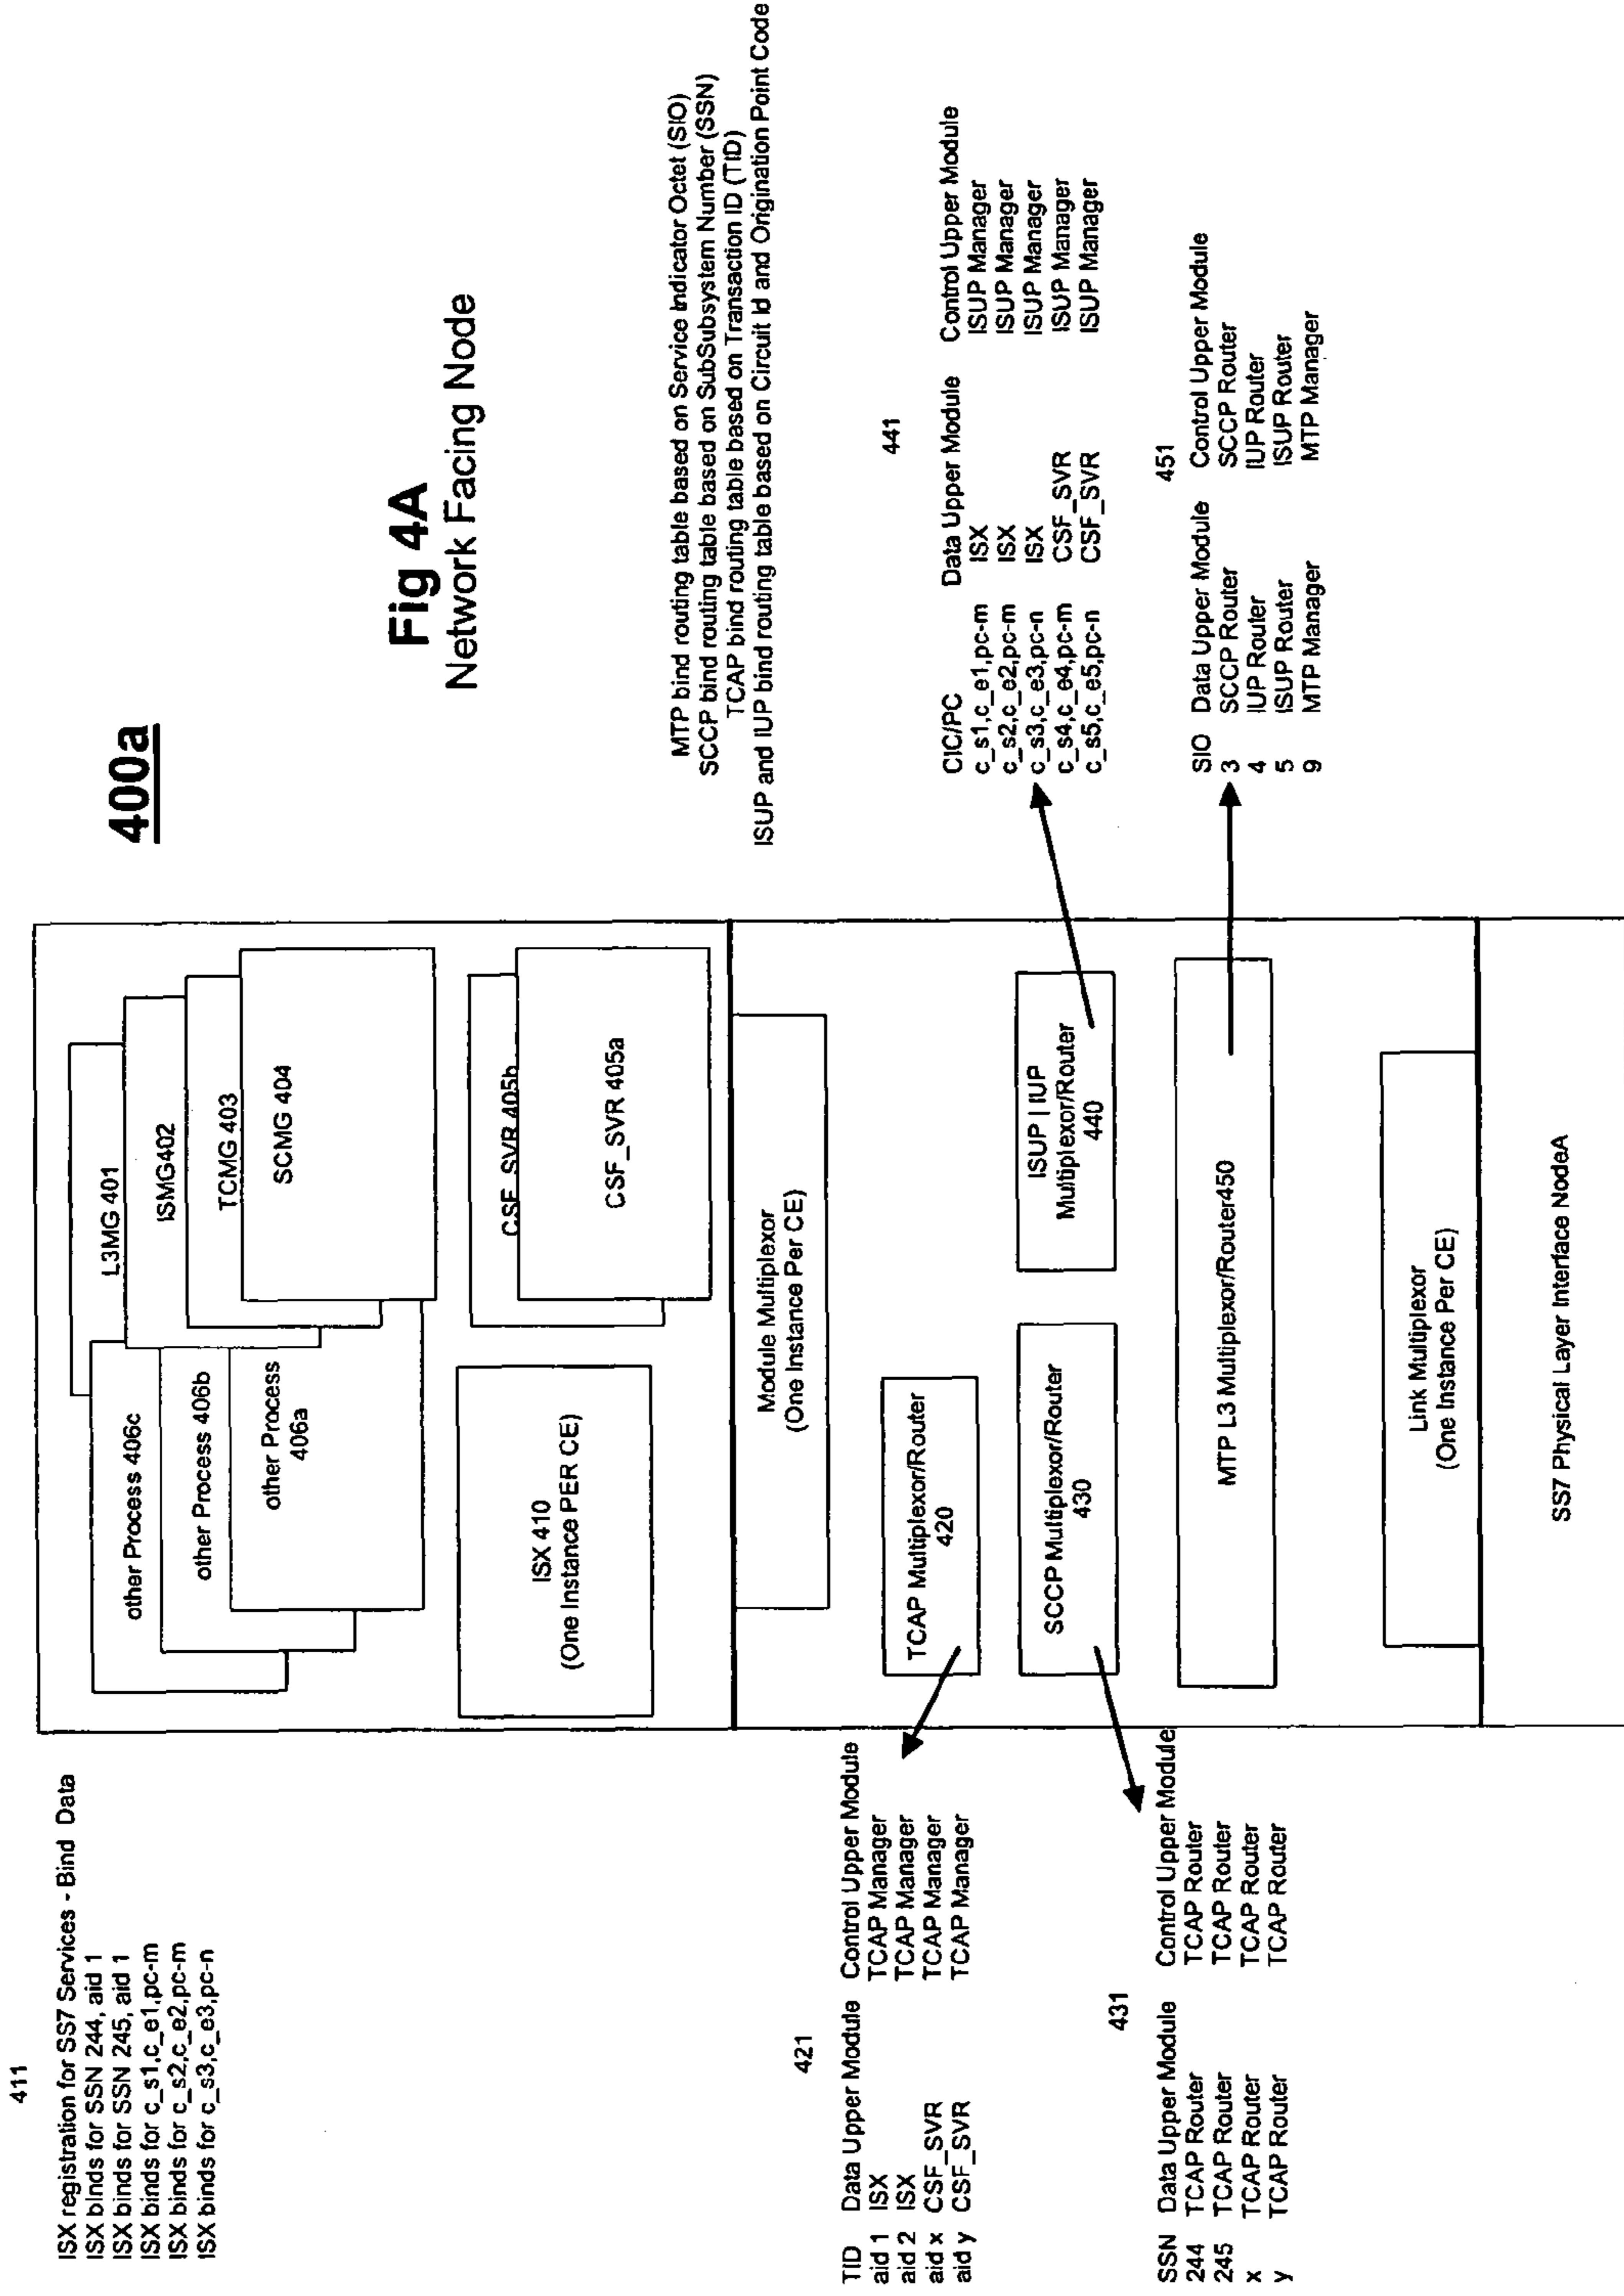 400a
Fig 4A
Network Facing Node
411
ISX registration for SS7 Services - Bind Data
ISX binds for SSN 244, aid 1
ISX binds for SSN 245, aid 1
ISX binds for c_s1,c_e1,pc-m
ISX binds for c_s2,c_e2,pc-m
ISX binds for c_s3,c_e3,pc-n
other Process 406c
other Process 406b
other Process
406a
L3MG 401
ISMG402
TCMG 403
SCMG 404
ISX 410
(One Instance PER CE)
CSF_SVR 405b
CSF_SVR 405a
MTP bind routing table based on Service Indicator Octet (SIO)
SCCP bind routing table based on SubSubsystem Number (SSN)
TCAP bind routing table based on Transaction ID (TID)
ISUP and IUP bind routing table based on Circuit Id and Origination Point Code
Module Multiplexor
(One Instance Per CE)
421
TID Data Upper Module Control Upper Module
aid 1 ISX TCAP Manager
aid 2 ISX TCAP Manager
aid x CSF_SVR TCAP Manager
aid y CSF_SVR TCAP Manager
TCAP Multiplexor/Router
420
SCCP Multiplexor/Router
430
ISUP | IUP
Multiplexor/Router
440
441
CIC/PC Data Upper Module Control Upper Module
c_s1,c_e1,pc-m ISX ISUP Manager
c_s2,c_e2,pc-m ISX ISUP Manager
c_s3,c_e3,pc-n ISX ISUP Manager
c_s4,c_e4,pc-m CSF_SVR ISUP Manager
c_s5,c_e5,pc-n CSF_SVR ISUP Manager
431
SSN Data Upper Module Control Upper Module
244 TCAP Router TCAP Router
245 TCAP Router TCAP Router
x TCAP Router TCAP Router
y TCAP Router TCAP Router
MTP L3 Multiplexor/Router450
451
SIO Data Upper Module Control Upper Module
3 SCCP Router SCCP Router
4 IUP Router IUP Router
5 ISUP Router ISUP Router
9 MTP Manager MTP Manager
Link Multiplexor
(One Instance Per CE)
SS7 Physical Layer Interface NodeA